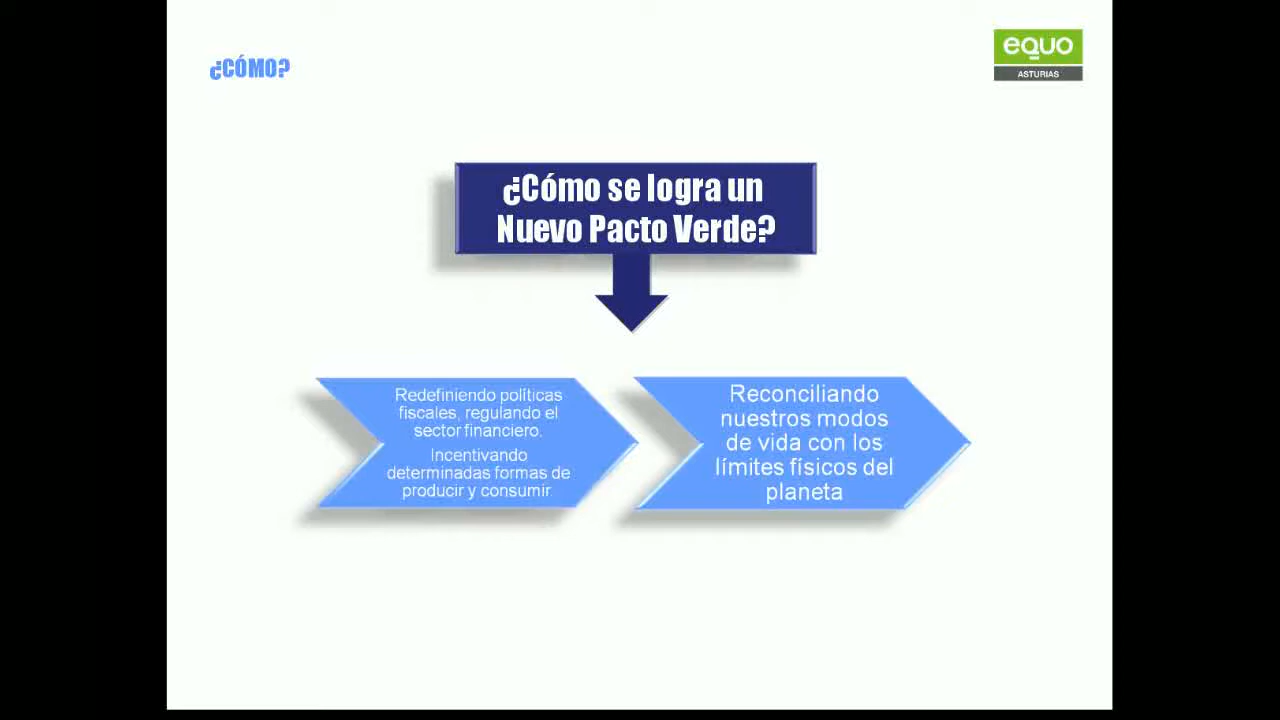 ¿CÓMO?
equo
ASTURIAS
¿Cómo se logra un
Nuevo Pacto Verde?
Redefiniendo políticas
fiscales, regulando el
sector financiero.
Incentivando
determinadas formas de
producir y consumir
Reconciliando
nuestros modos
de vida con los
límites físicos del
planeta